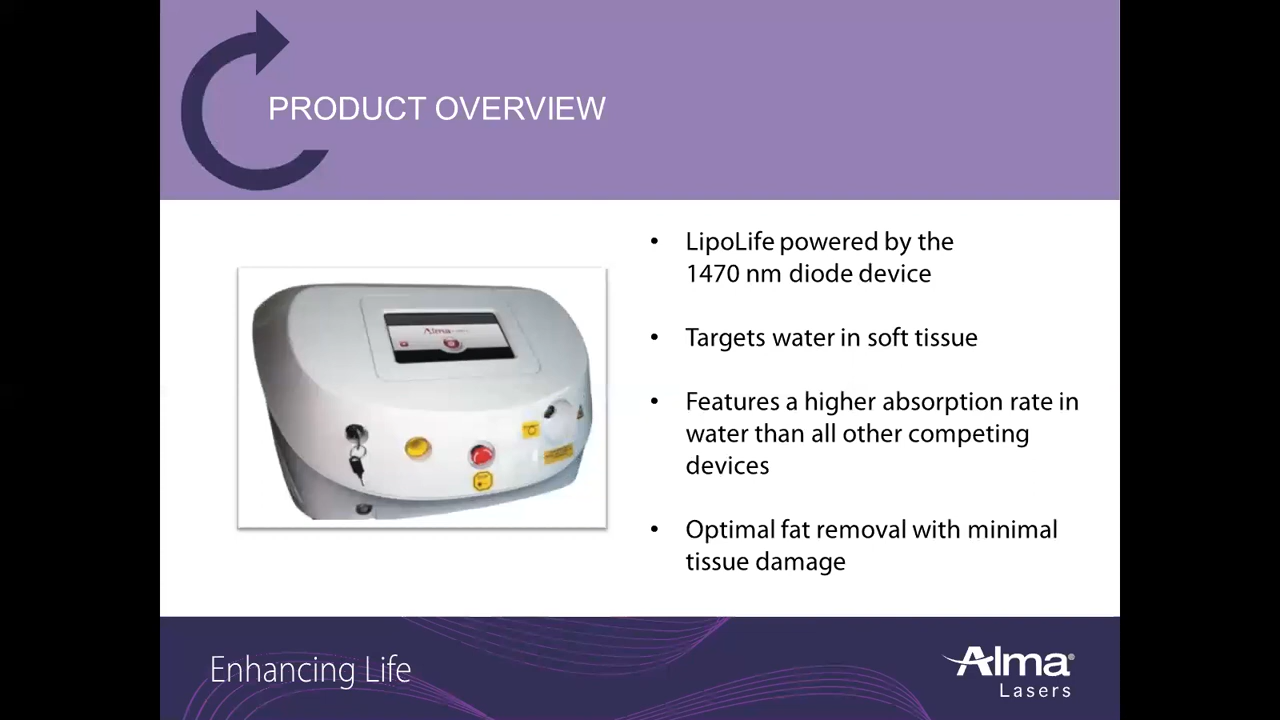 PRODUCT OVERVIEW
• LipoLife powered by the
1470 nm diode device
• Targets water in soft tissue
• Features a higher absorption rate in
water than all other competing
devices
• Optimal fat removal with minimal
tissue damage
Alma
Enhancing Life
Alma®
Lasers